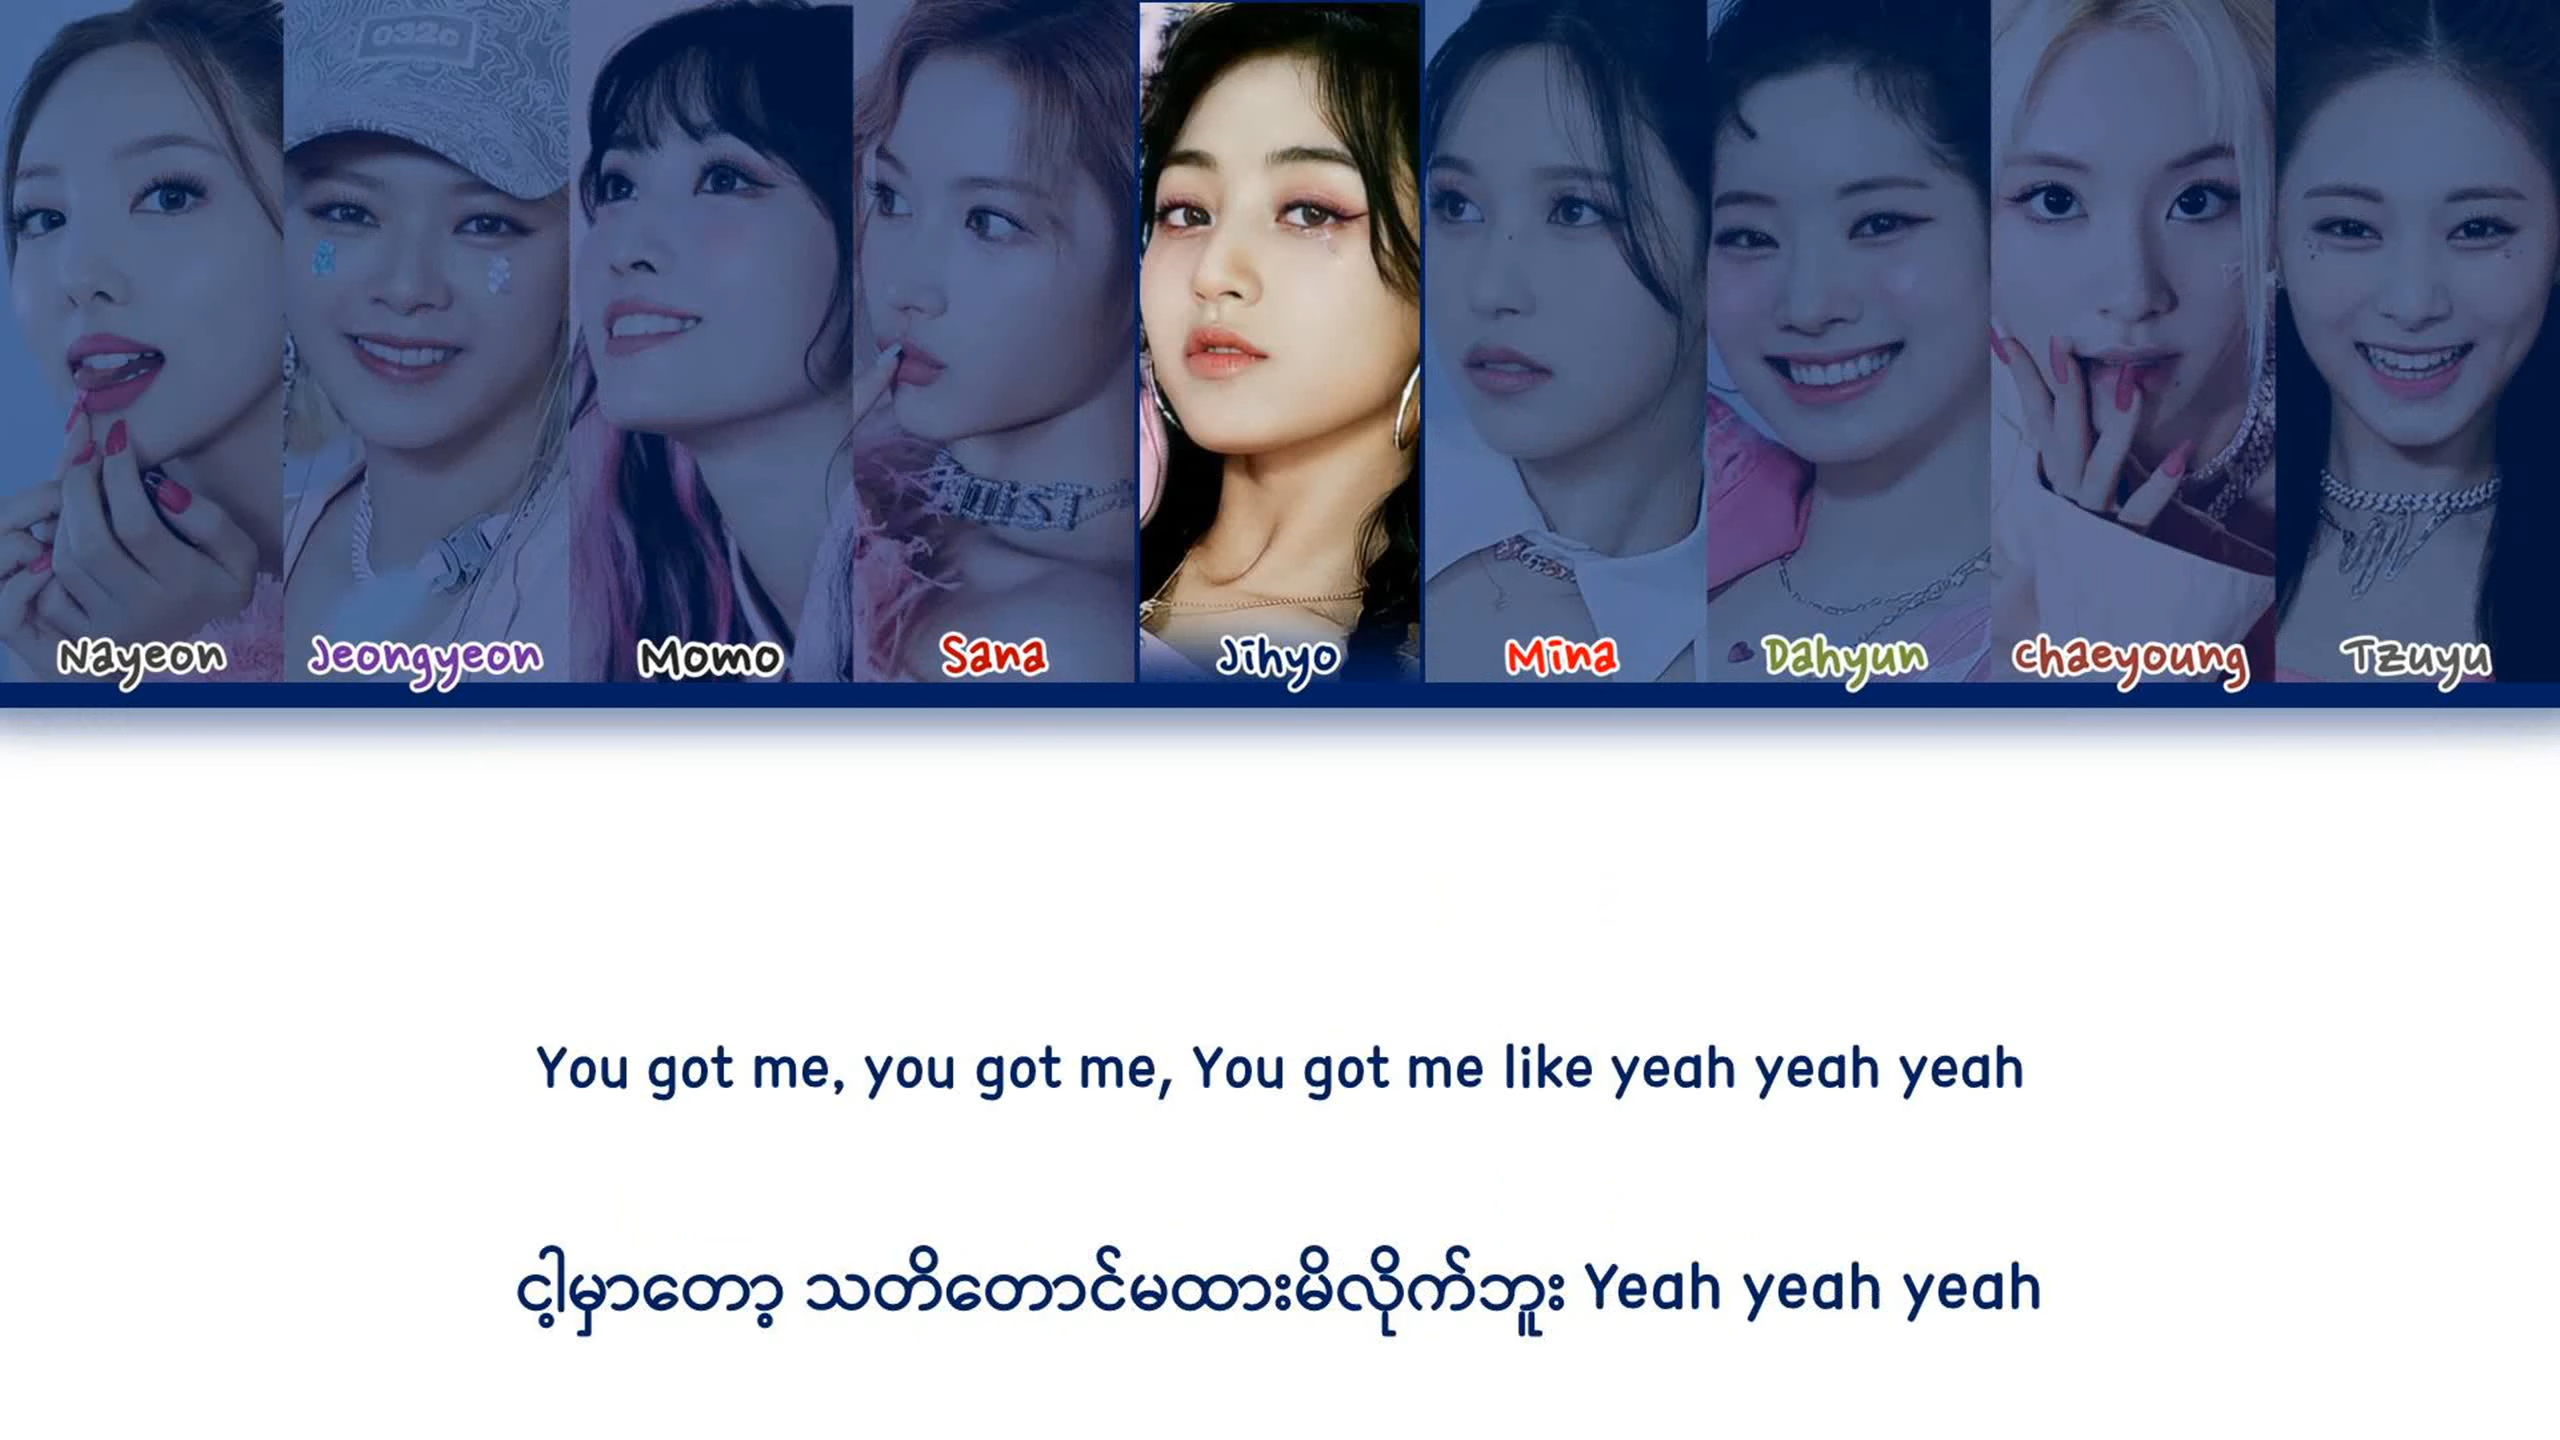 0320
Nayeon Jeongyeon Momo Sana Jihyo Mina Dahyun Chaeyoung Tzuyu
You got me, you got me, You got me like yeah yeah yeah
ငါ့မှာတော့ သတိတောင်မထားမိလိုက်ဘူး Yeah yeah yeah